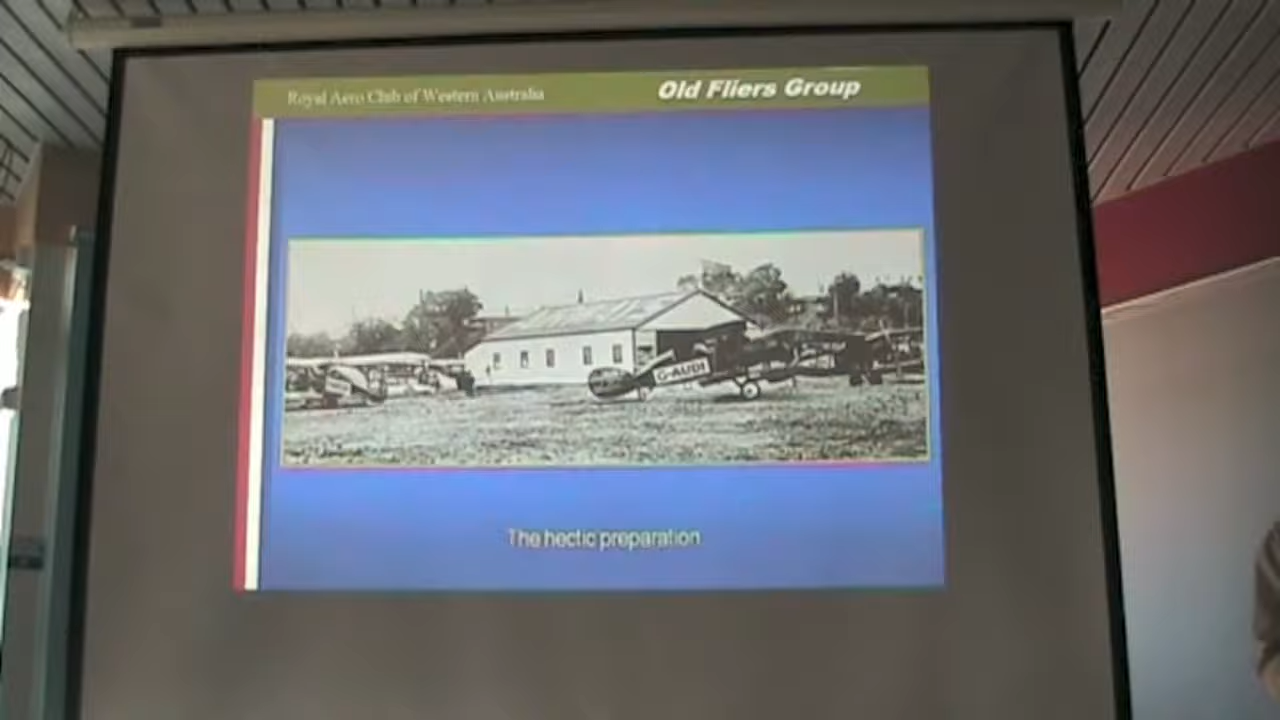 Royal Aero Club of Western Australia
Old Fliers Group
G-AUDI
The hectic preparation